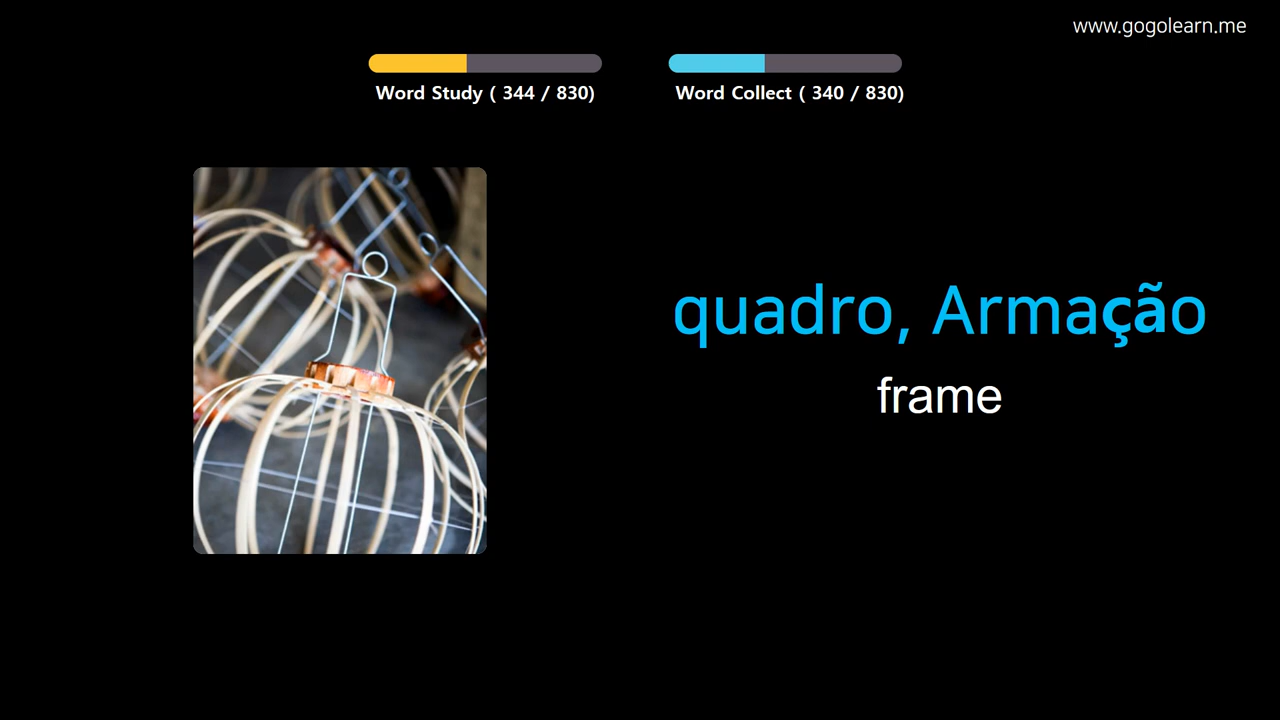 www.gogolearn.me
Word Study ( 344 / 830)
Word Collect ( 340 / 830)
quadro, Armação
frame